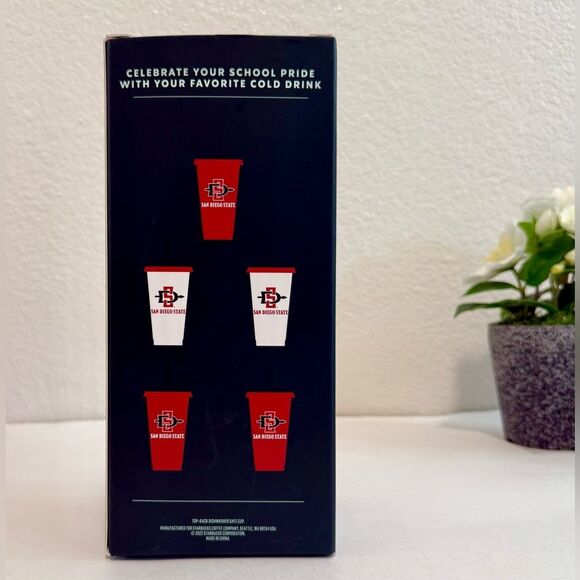 CELEBRATE YOUR SCHOOL PRIDE
WITH YOUR FAVORITE COLD DRINK
SAN DIEGO STATE
SAN DIEGO STATE
SAN DIEGO STATE
SAN DIEGO STATE
SAN DIEGO STATE
TOP-RACK DISHWASHER SAFE CUP.
MANUFACTURED FOR STARBUCKS COFFEE COMPANY, SEATTLE, WA 98134 USA
© 2022 STARBUCKS CORPORATION.
MADE IN CHINA.